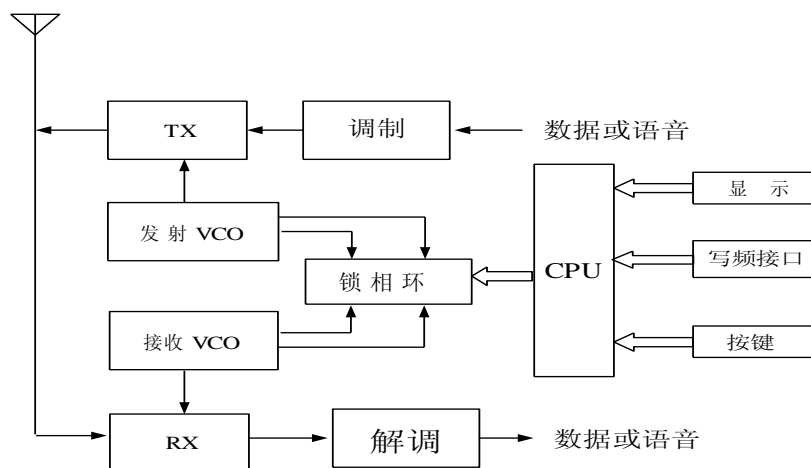 TX
调制
数据或语音
显 示
发 射 VCO
CPU
写频接口
锁 相 环
接收 VCO
按键
RX
解调
数据或语音